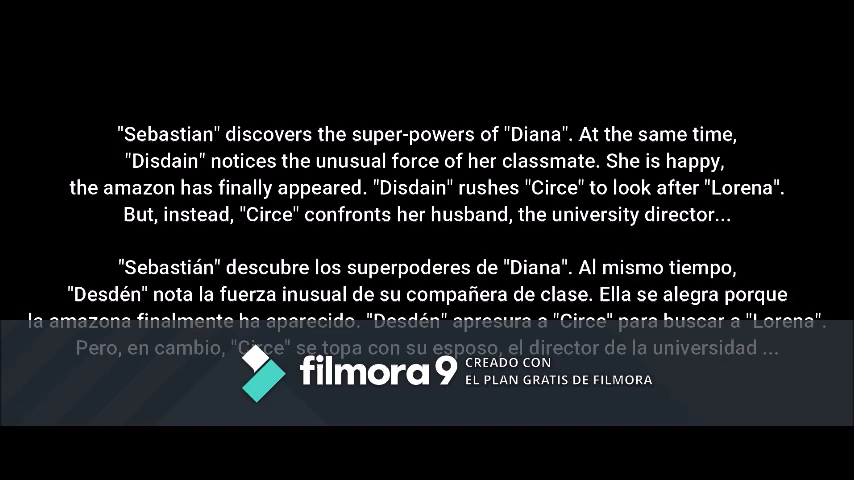 "Sebastian" discovers the super-powers of "Diana". At the same time,
"Disdain" notices the unusual force of her classmate. She is happy,
the amazon has finally appeared. "Disdain" rushes "Circe" to look after "Lorena".
But, instead, "Circe" confronts her husband, the university director...
"Sebastián" descubre los superpoderes de "Diana". Al mismo tiempo,
"Desdén" nota la fuerza inusual de su compañera de clase. Ella se alegra porque
la amazona finalmente ha aparecido. "Desdén" apresura a "Circe" para buscar a "Lorena".
Pero, en cambio, "Circe" se topa con su esposo, el director de la universidad ...
filmora 9
CREADO CON
EL PLAN GRATIS DE FILMORA